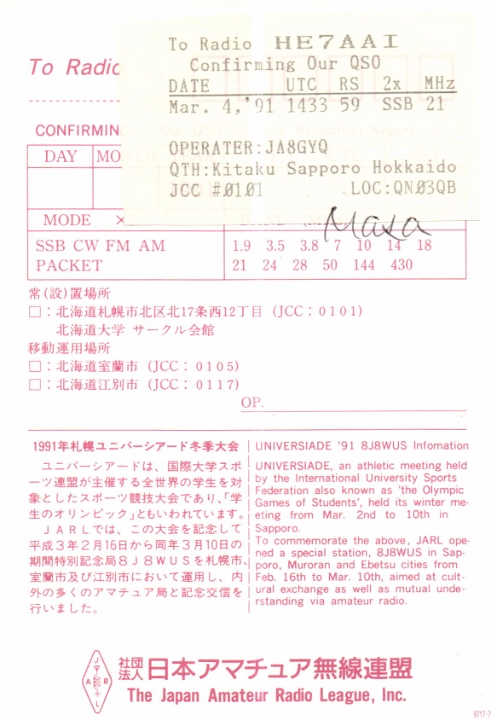 To Radio HE7AAI
Confirming Our QSO
DATE UTC RS 2x MHz
Mar. 4,'91 1433 59 SSB 21
OPERATER:JA8GYQ
QTH:Kitaku Sapporo Hokkaido
JCC #0101 LOC:QN03QB
Masa
To Radio
CONFIRMIN
DAY MO
MODE ×2
SSB CW FM AM 1.9 3.5 3.8 7 10 14 18
PACKET 21 24 28 50 144 430
常(設)置場所
□：北海道札幌市北区北17条西12丁目 (JCC：0101)
北海道大学 サークル会館
移動運用場所
□：北海道室蘭市 (JCC：0105)
□：北海道江別市 (JCC：0117)
OP.
1991年札幌ユニバーシアード冬季大会
ユニバーシアードは、国際大学スポ
ーツ連盟が主催する全世界の学生を対
象としたスポーツ競技大会であり、「学
生のオリンピック」ともいわれています。
JARLでは、この大会を記念して
平成3年2月16日から同年3月10日の
期間特別記念局8J8WUSを札幌市、
室蘭市及び江別市において運用し、内
外の多くのアマチュア局と記念交信を
行いました。
UNIVERSIADE '91 8J8WUS Infomation
UNIVERSIADE, an athletic meeting held
by the International University Sports
Federation also known as 'the Olympic
Games of Students', held its winter me-
eting from Mar. 2nd to 10th in
Sapporo.
To commemorate the above, JARL ope-
ned a special station, 8J8WUS in Sap-
poro, Muroran and Ebetsu cities from
Feb. 16th to Mar. 10th, aimed at cult-
ural exchange as well as mutual unde-
rstanding via amateur radio.
社団法人 日本アマチュア無線連盟
The Japan Amateur Radio League, Inc.